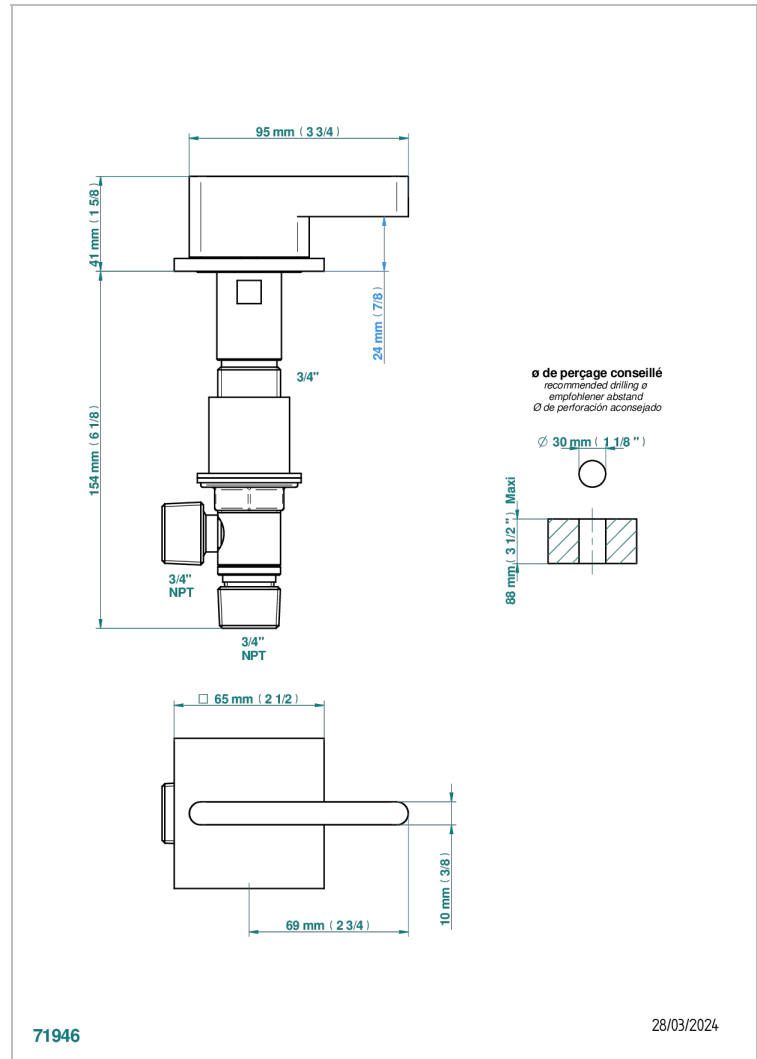 95 mm ( 3 3/4 )
41 mm ( 1 5/8 )
24 mm ( 7/8 )
3/4"
154 mm ( 6 1/8 )
3/4"
NPT
3/4"
NPT
ø de perçage conseillé
recommended drilling ø
empfohlener abstand
Ø de perforación aconsejado
∅ 30 mm ( 1 1/8 " )
88 mm ( 3 1/2 " ) Maxi
□ 65 mm ( 2 1/2 )
10 mm ( 3/8 )
69 mm ( 2 3/4 )
71946
28/03/2024